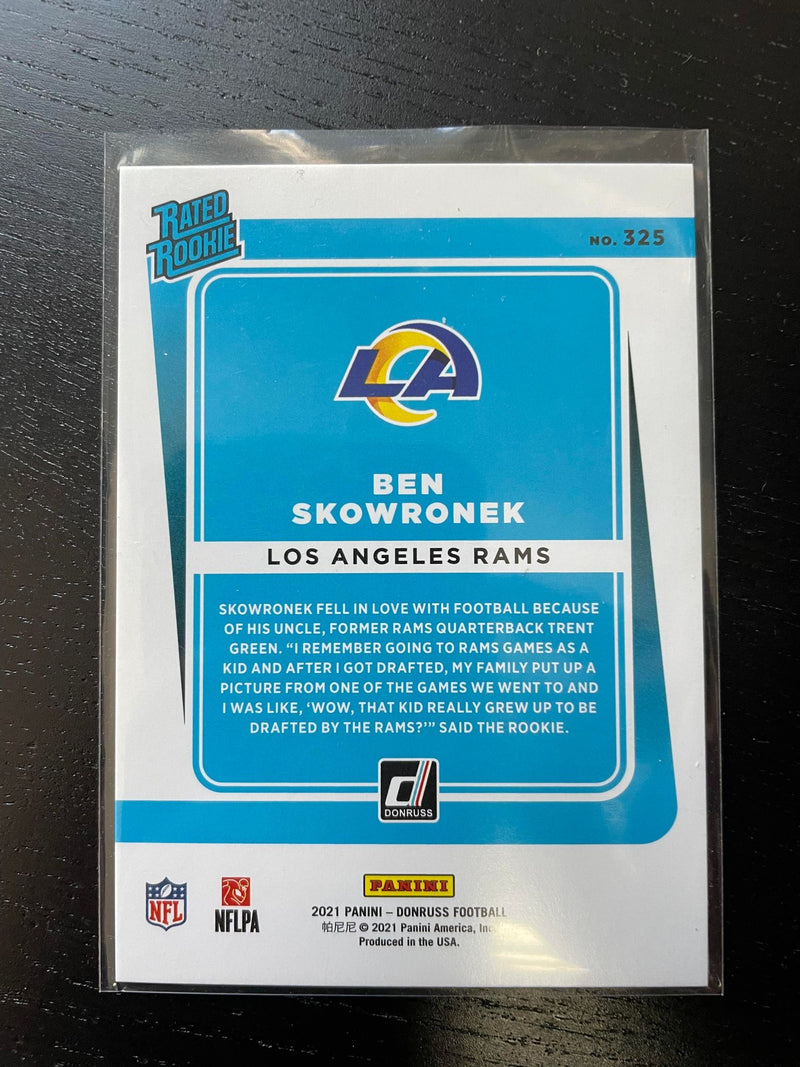 RATED
ROOKIE
NO. 325
LA
BEN
SKOWRONEK
LOS ANGELES RAMS
SKOWRONEK FELL IN LOVE WITH FOOTBALL BECAUSE
OF HIS UNCLE, FORMER RAMS QUARTERBACK TRENT
GREEN. “I REMEMBER GOING TO RAMS GAMES AS A
KID AND AFTER I GOT DRAFTED, MY FAMILY PUT UP A
PICTURE FROM ONE OF THE GAMES WE WENT TO AND
I WAS LIKE, ‘WOW, THAT KID REALLY GREW UP TO BE
DRAFTED BY THE RAMS?’” SAID THE ROOKIE.
d
DONRUSS
PANINI
NFL
NFLPA
2021 PANINI – DONRUSS FOOTBALL
帕尼尼 © 2021 Panini America, Inc.
Produced in the USA.